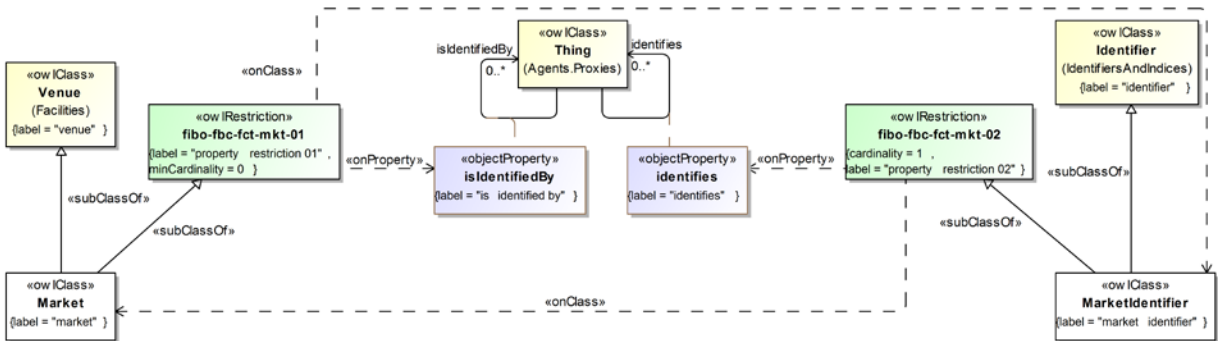 «owlClass»
Thing
(Agents.Proxies)
isIdentifiedBy
0..*
identifies
0..*
«owlClass»
Identifier
(IdentifiersAndIndices)
{label = "identifier" }
«owlClass»
Venue
(Facilities)
{label = "venue" }
«onClass»
«owlRestriction»
fibo-fbc-fct-mkt-01
{label = "property restriction 01" ,
minCardinality = 0 }
«onProperty»
«objectProperty»
isIdentifiedBy
{label = "is identified by" }
«objectProperty»
identifies
{label = "identifies" }
«onProperty»
«owlRestriction»
fibo-fbc-fct-mkt-02
{cardinality = 1 ,
label = "property restriction 02" }
«subClassOf»
«subClassOf»
«subClassOf»
«subClassOf»
«owlClass»
Market
{label = "market" }
«onClass»
«owlClass»
MarketIdentifier
{label = "market identifier" }